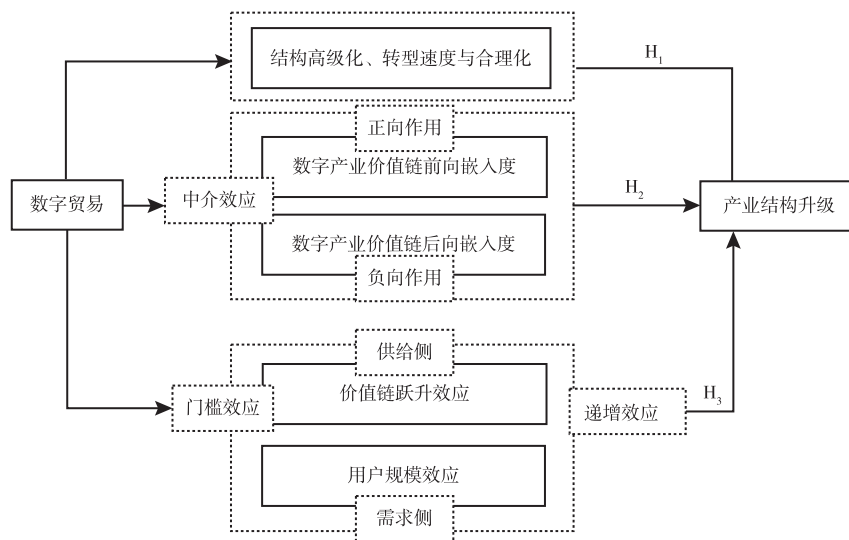 结构高级化、转型速度与合理化
H₁
正向作用
数字产业价值链前向嵌入度
数字贸易
中介效应
H₂
产业结构升级
数字产业价值链后向嵌入度
负向作用
供给侧
门槛效应
价值链跃升效应
递增效应
H₃
用户规模效应
需求侧